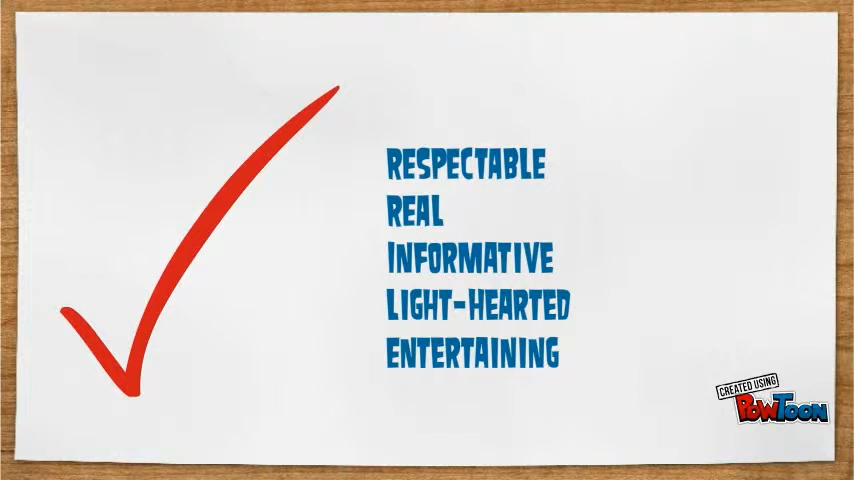 RESPECTABLE
REAL
INFORMATIVE
LIGHT-HEARTED
ENTERTAINING
CREATED USING
POWTOON